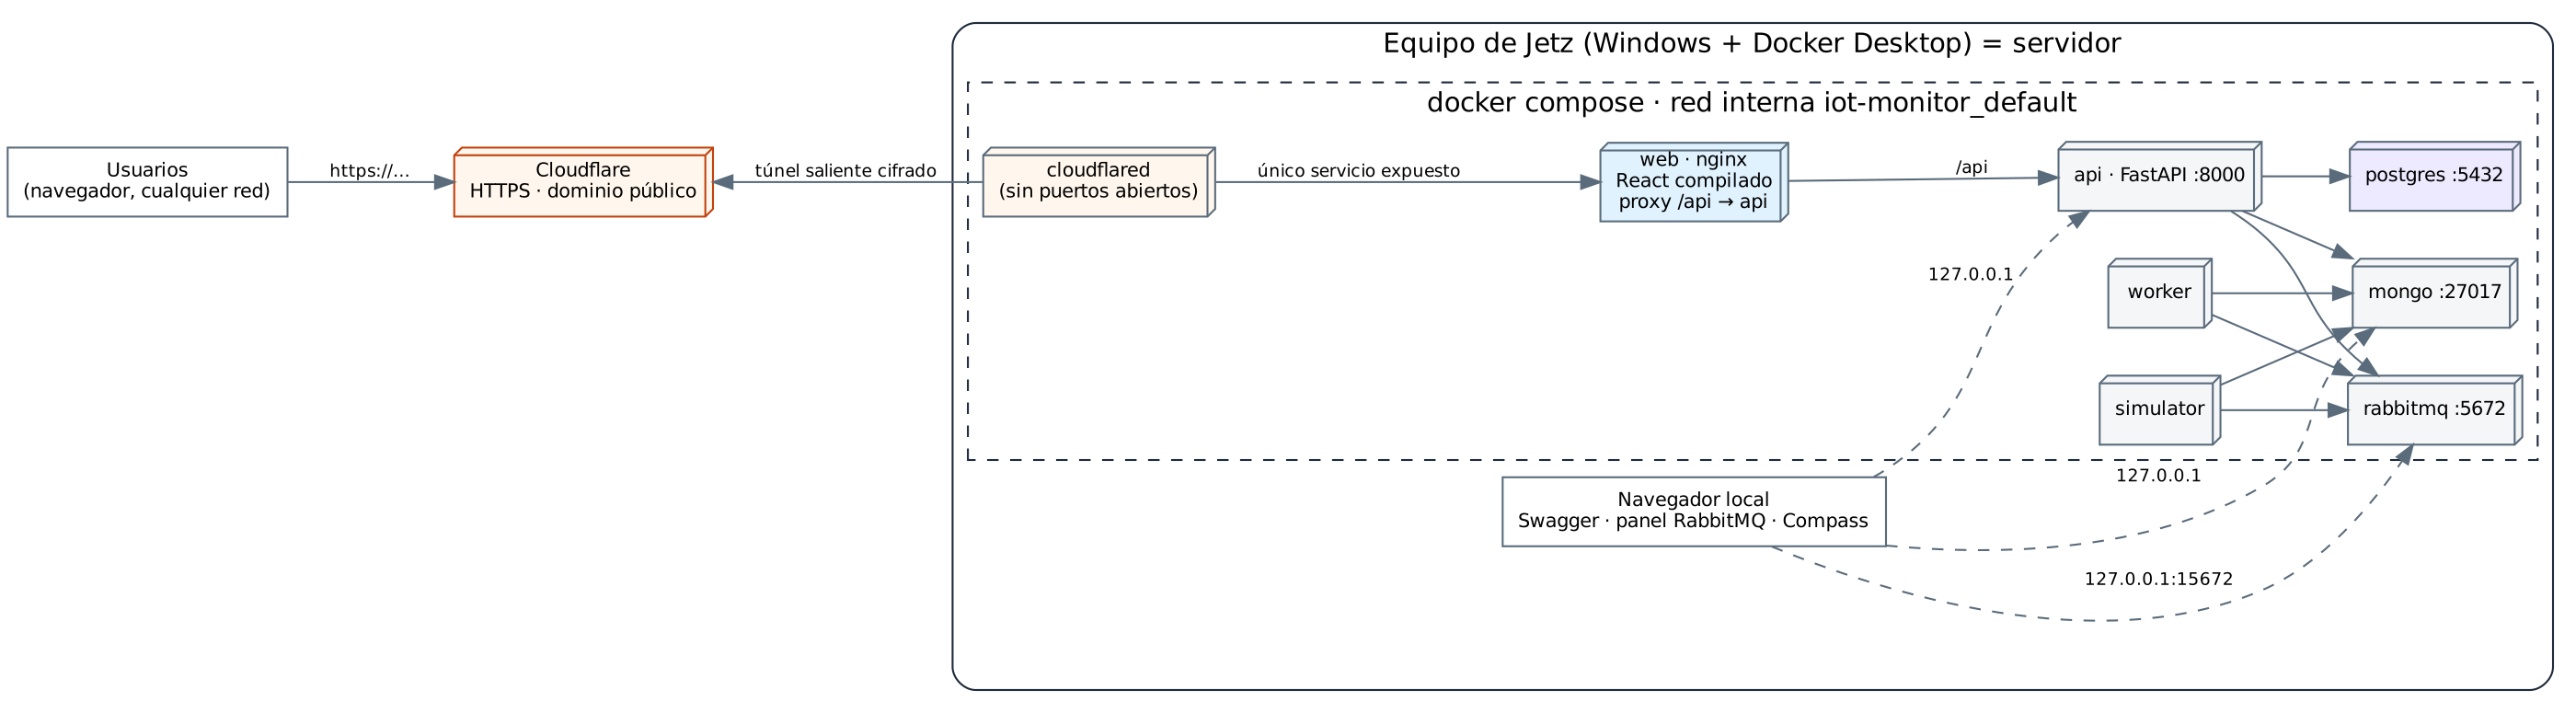 Equipo de Jetz (Windows + Docker Desktop) = servidor
docker compose · red interna iot-monitor_default
Usuarios
(navegador, cualquier red)
https://...
Cloudflare
HTTPS · dominio público
túnel saliente cifrado
cloudflared
(sin puertos abiertos)
único servicio expuesto
web · nginx
React compilado
proxy /api → api
/api
api · FastAPI :8000
postgres :5432
127.0.0.1
worker
mongo :27017
simulator
rabbitmq :5672
127.0.0.1
Navegador local
Swagger · panel RabbitMQ · Compass
127.0.0.1:15672